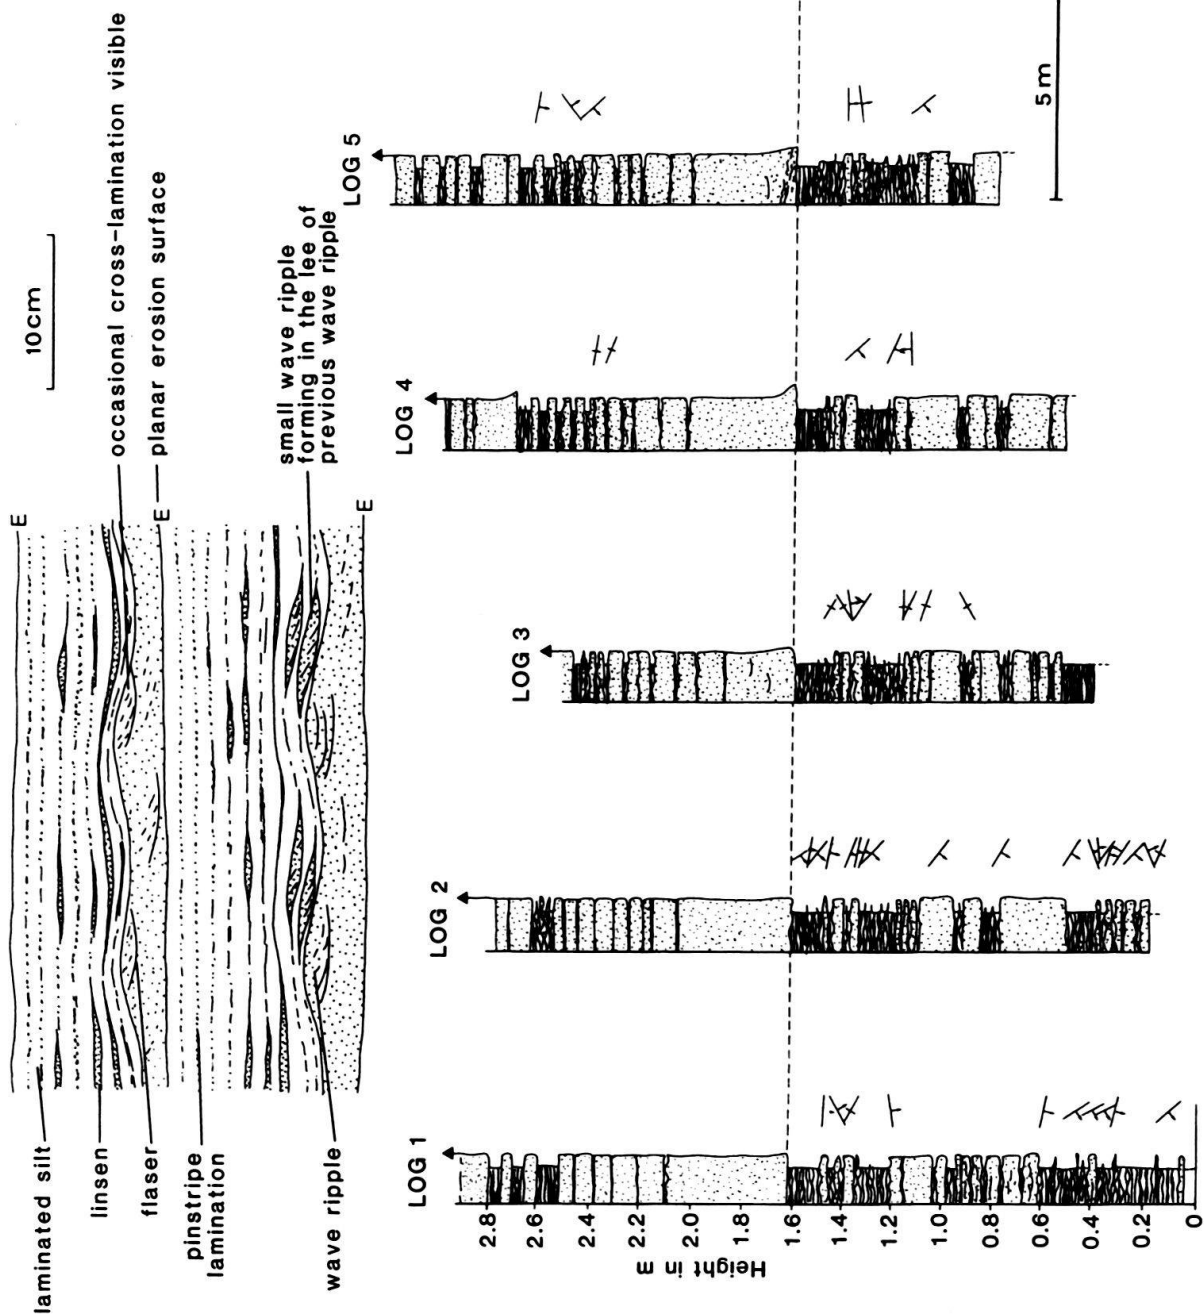 10cm
E
occasional cross-lamination visible
E
planar erosion surface
small wave ripple
forming in the lee of
previous wave ripple
E
laminated silt
linsen
flaser
pinstripe
lamination
wave ripple
LOG 1
LOG 2
LOG 3
LOG 4
LOG 5
Height in m
2.8
2.6
2.4
2.2
2.0
1.8
1.6
1.4
1.2
1.0
0.8
0.6
0.4
0.2
0
5m